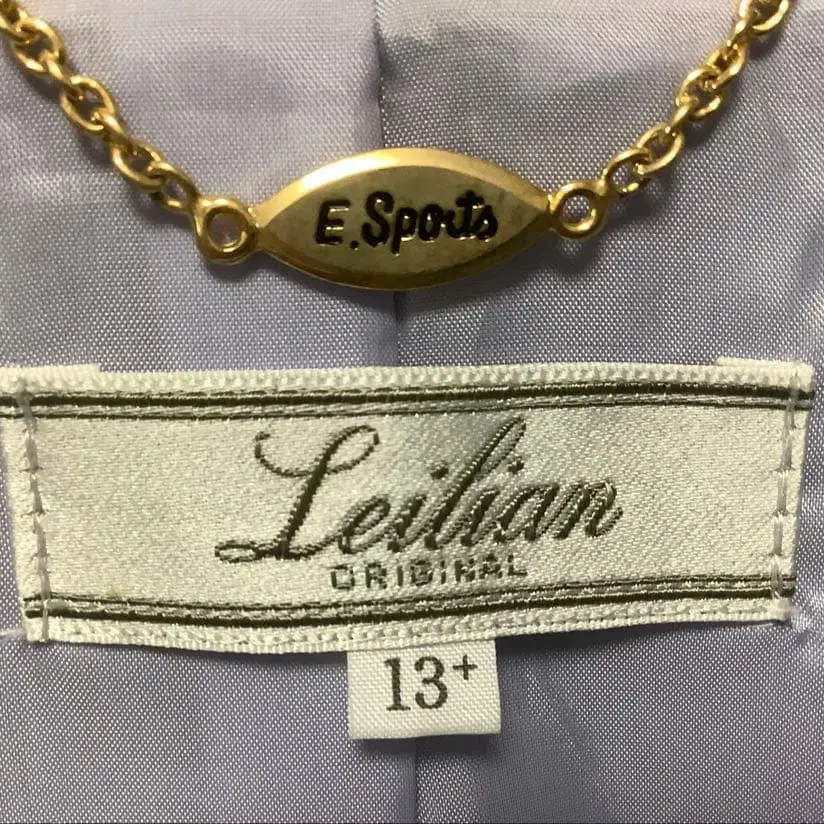 E.Sports
Leilian
ORIGINAL
13+